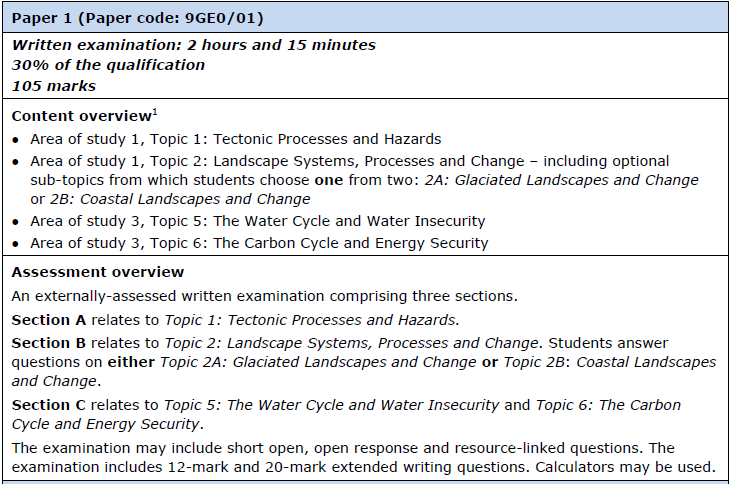 Paper 1 (Paper code: 9GE0/01)
Written examination: 2 hours and 15 minutes
30% of the qualification
105 marks
Content overview¹
● Area of study 1, Topic 1: Tectonic Processes and Hazards
● Area of study 1, Topic 2: Landscape Systems, Processes and Change – including optional
sub-topics from which students choose one from two: 2A: Glaciated Landscapes and Change
or 2B: Coastal Landscapes and Change
● Area of study 3, Topic 5: The Water Cycle and Water Insecurity
● Area of study 3, Topic 6: The Carbon Cycle and Energy Security
Assessment overview
An externally-assessed written examination comprising three sections.
Section A relates to Topic 1: Tectonic Processes and Hazards.
Section B relates to Topic 2: Landscape Systems, Processes and Change. Students answer
questions on either Topic 2A: Glaciated Landscapes and Change or Topic 2B: Coastal Landscapes
and Change.
Section C relates to Topic 5: The Water Cycle and Water Insecurity and Topic 6: The Carbon
Cycle and Energy Security.
The examination may include short open, open response and resource-linked questions. The
examination includes 12-mark and 20-mark extended writing questions. Calculators may be used.